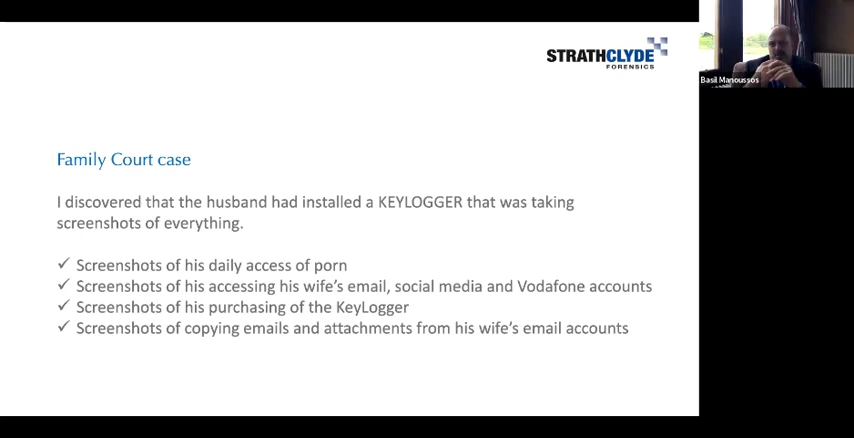 STRATHCLYDE
FORENSICS
Basil Manoussos
Family Court case
I discovered that the husband had installed a KEYLOGGER that was taking
screenshots of everything.
✓ Screenshots of his daily access of porn
✓ Screenshots of his accessing his wife's email, social media and Vodafone accounts
✓ Screenshots of his purchasing of the KeyLogger
✓ Screenshots of copying emails and attachments from his wife's email accounts